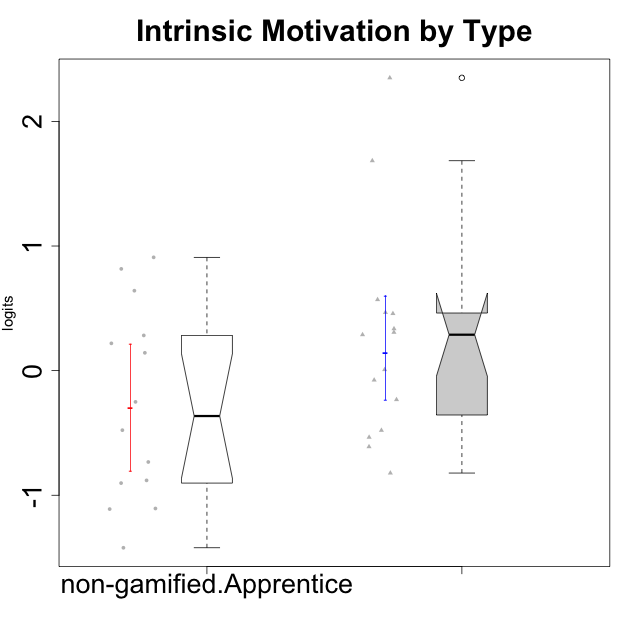 Intrinsic Motivation by Type
logits
2
1
0
-1
non-gamified.Apprentice